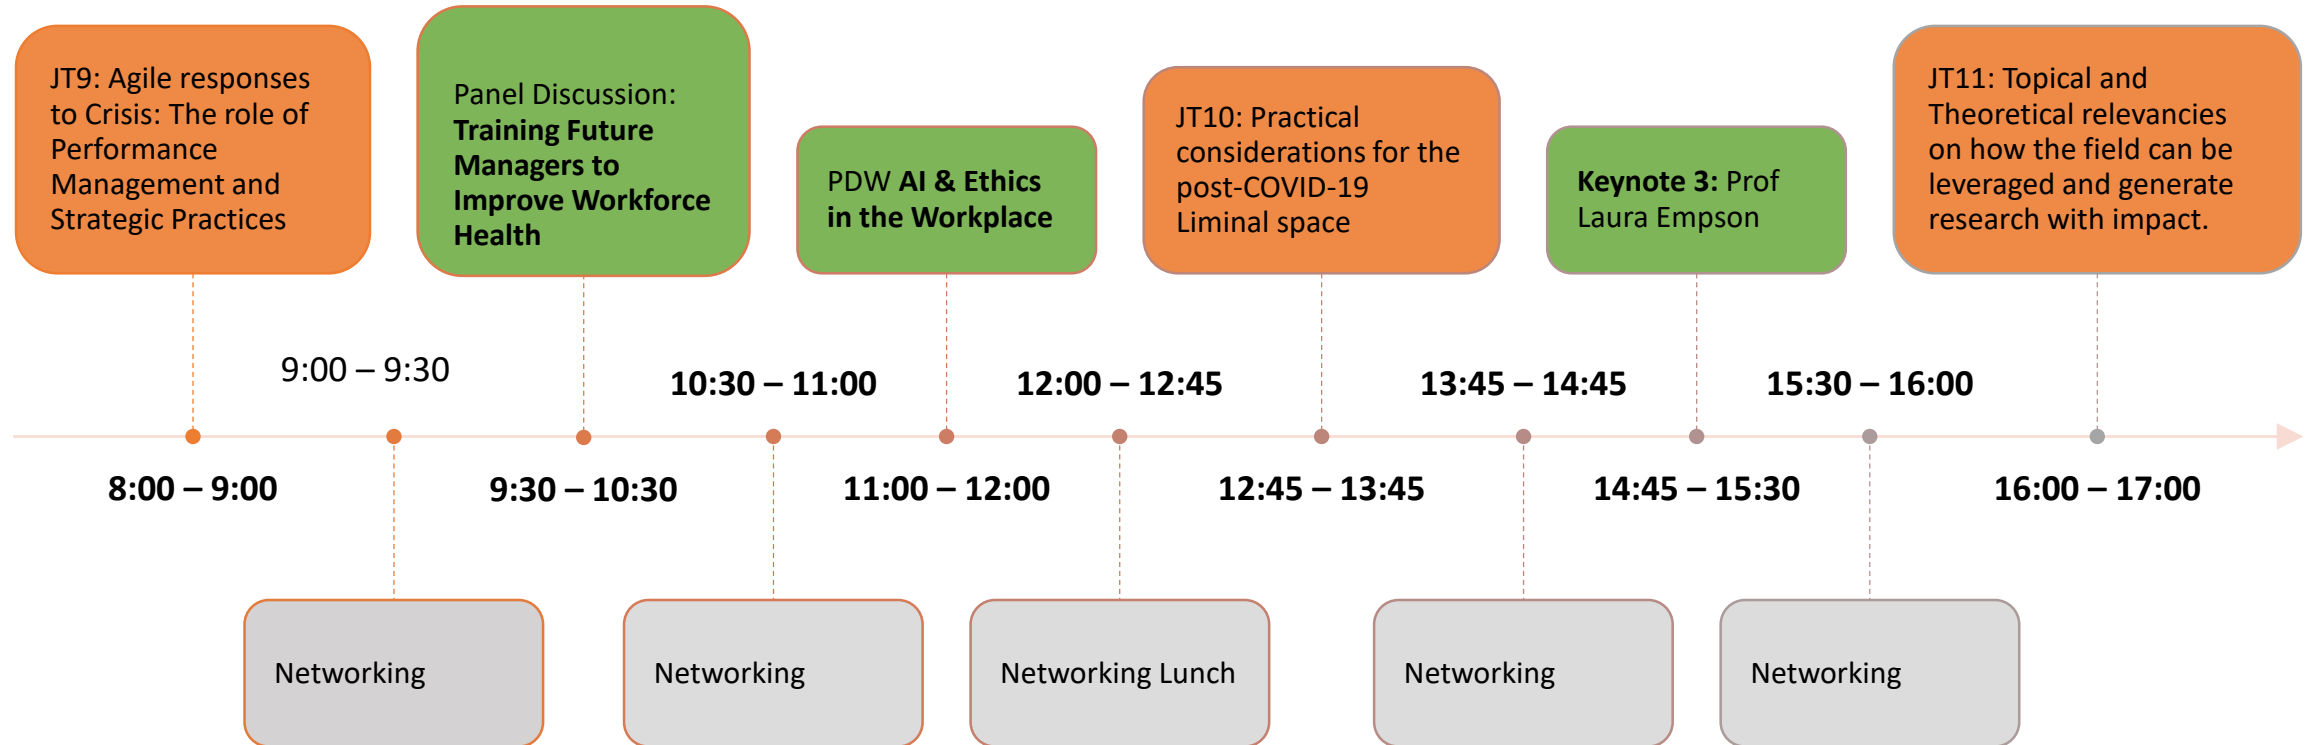 JT9: Agile responses
to Crisis: The role of
Performance
Management and
Strategic Practices
Panel Discussion:
Training Future
Managers to
Improve Workforce
Health
PDW AI & Ethics
in the Workplace
JT10: Practical
considerations for the
post-COVID-19
Liminal space
Keynote 3: Prof
Laura Empson
JT11: Topical and
Theoretical relevancies
on how the field can be
leveraged and generate
research with impact.
9:00 – 9:30
10:30 – 11:00
12:00 – 12:45
13:45 – 14:45
15:30 – 16:00
8:00 – 9:00
9:30 – 10:30
11:00 – 12:00
12:45 – 13:45
14:45 – 15:30
16:00 – 17:00
Networking
Networking
Networking Lunch
Networking
Networking